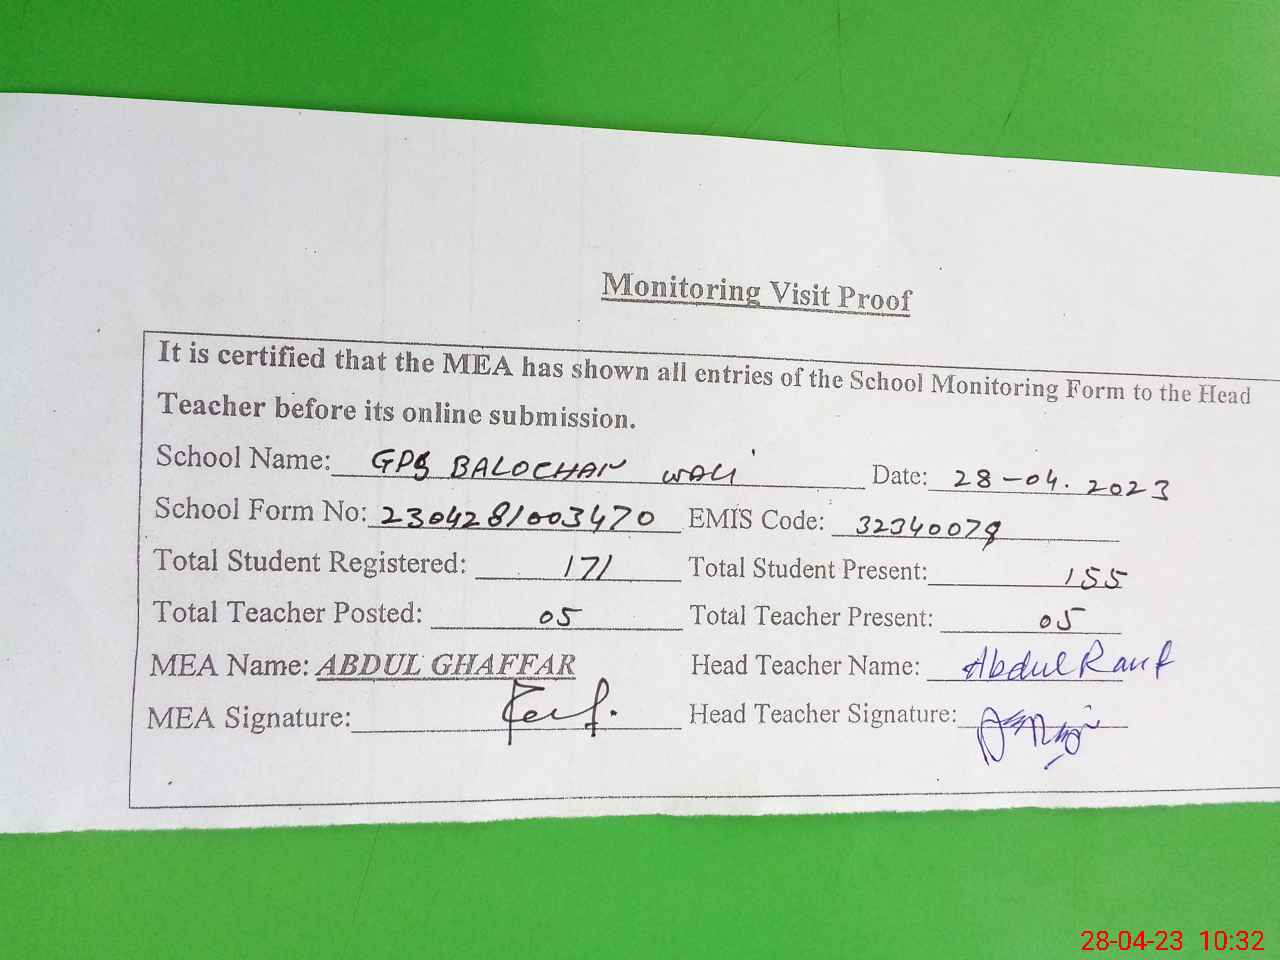 Monitoring Visit Proof
It is certified that the MEA has shown all entries of the School Monitoring Form to the Head
Teacher before its online submission.
School Name: GPS BALOCHAN WALI Date: 28-04.2023
School Form No: 2304281003470 EMIS Code: 32340079
Total Student Registered: 171 Total Student Present: 155
Total Teacher Posted: 05 Total Teacher Present: 05
MEA Name: ABDUL GHAFFAR Head Teacher Name: Abdul Rauf
MEA Signature: Head Teacher Signature:
28-04-23 10:32